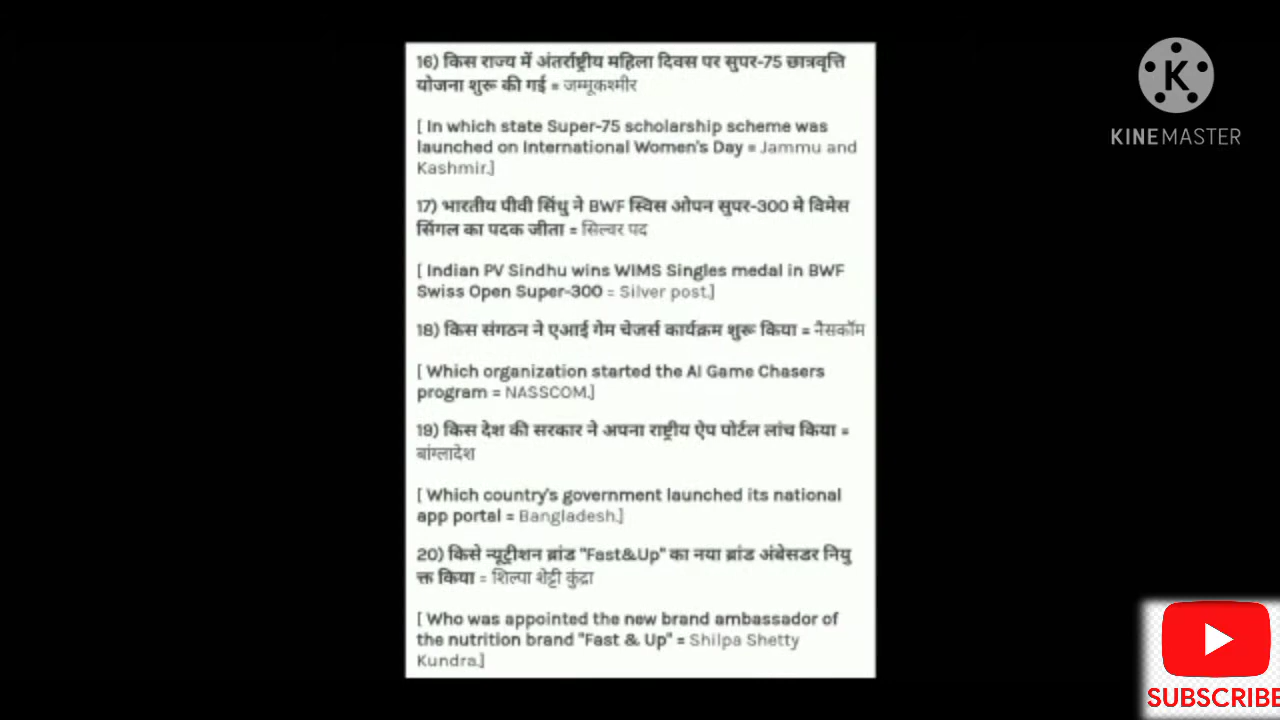 16) किस राज्य में अंतर्राष्ट्रीय महिला दिवस पर सुपर-75 छात्रवृत्ति
योजना शुरू की गई = जम्मूकश्मीर
[ In which state Super-75 scholarship scheme was
launched on International Women's Day = Jammu and
Kashmir.]
17) भारतीय पीवी सिंधु ने BWF स्विस ओपन सुपर-300 मे विमेस
सिंगल का पदक जीता = सिल्वर पद
[ Indian PV Sindhu wins WIMS Singles medal in BWF
Swiss Open Super-300 = Silver post.]
18) किस संगठन ने एआई गेम चेजर्स कार्यक्रम शुरू किया = नैसकॉम
[ Which organization started the AI Game Chasers
program = NASSCOM.]
19) किस देश की सरकार ने अपना राष्ट्रीय ऐप पोर्टल लांच किया =
बांग्लादेश
[ Which country's government launched its national
app portal = Bangladesh.]
20) किसे न्यूट्रीशन ब्रांड "Fast&Up" का नया ब्रांड अंबेसडर नियु
क्त किया = शिल्पा शेट्टी कुंद्रा
[ Who was appointed the new brand ambassador of
the nutrition brand "Fast & Up" = Shilpa Shetty
Kundra.]
K
KINEMASTER
SUBSCRIBE